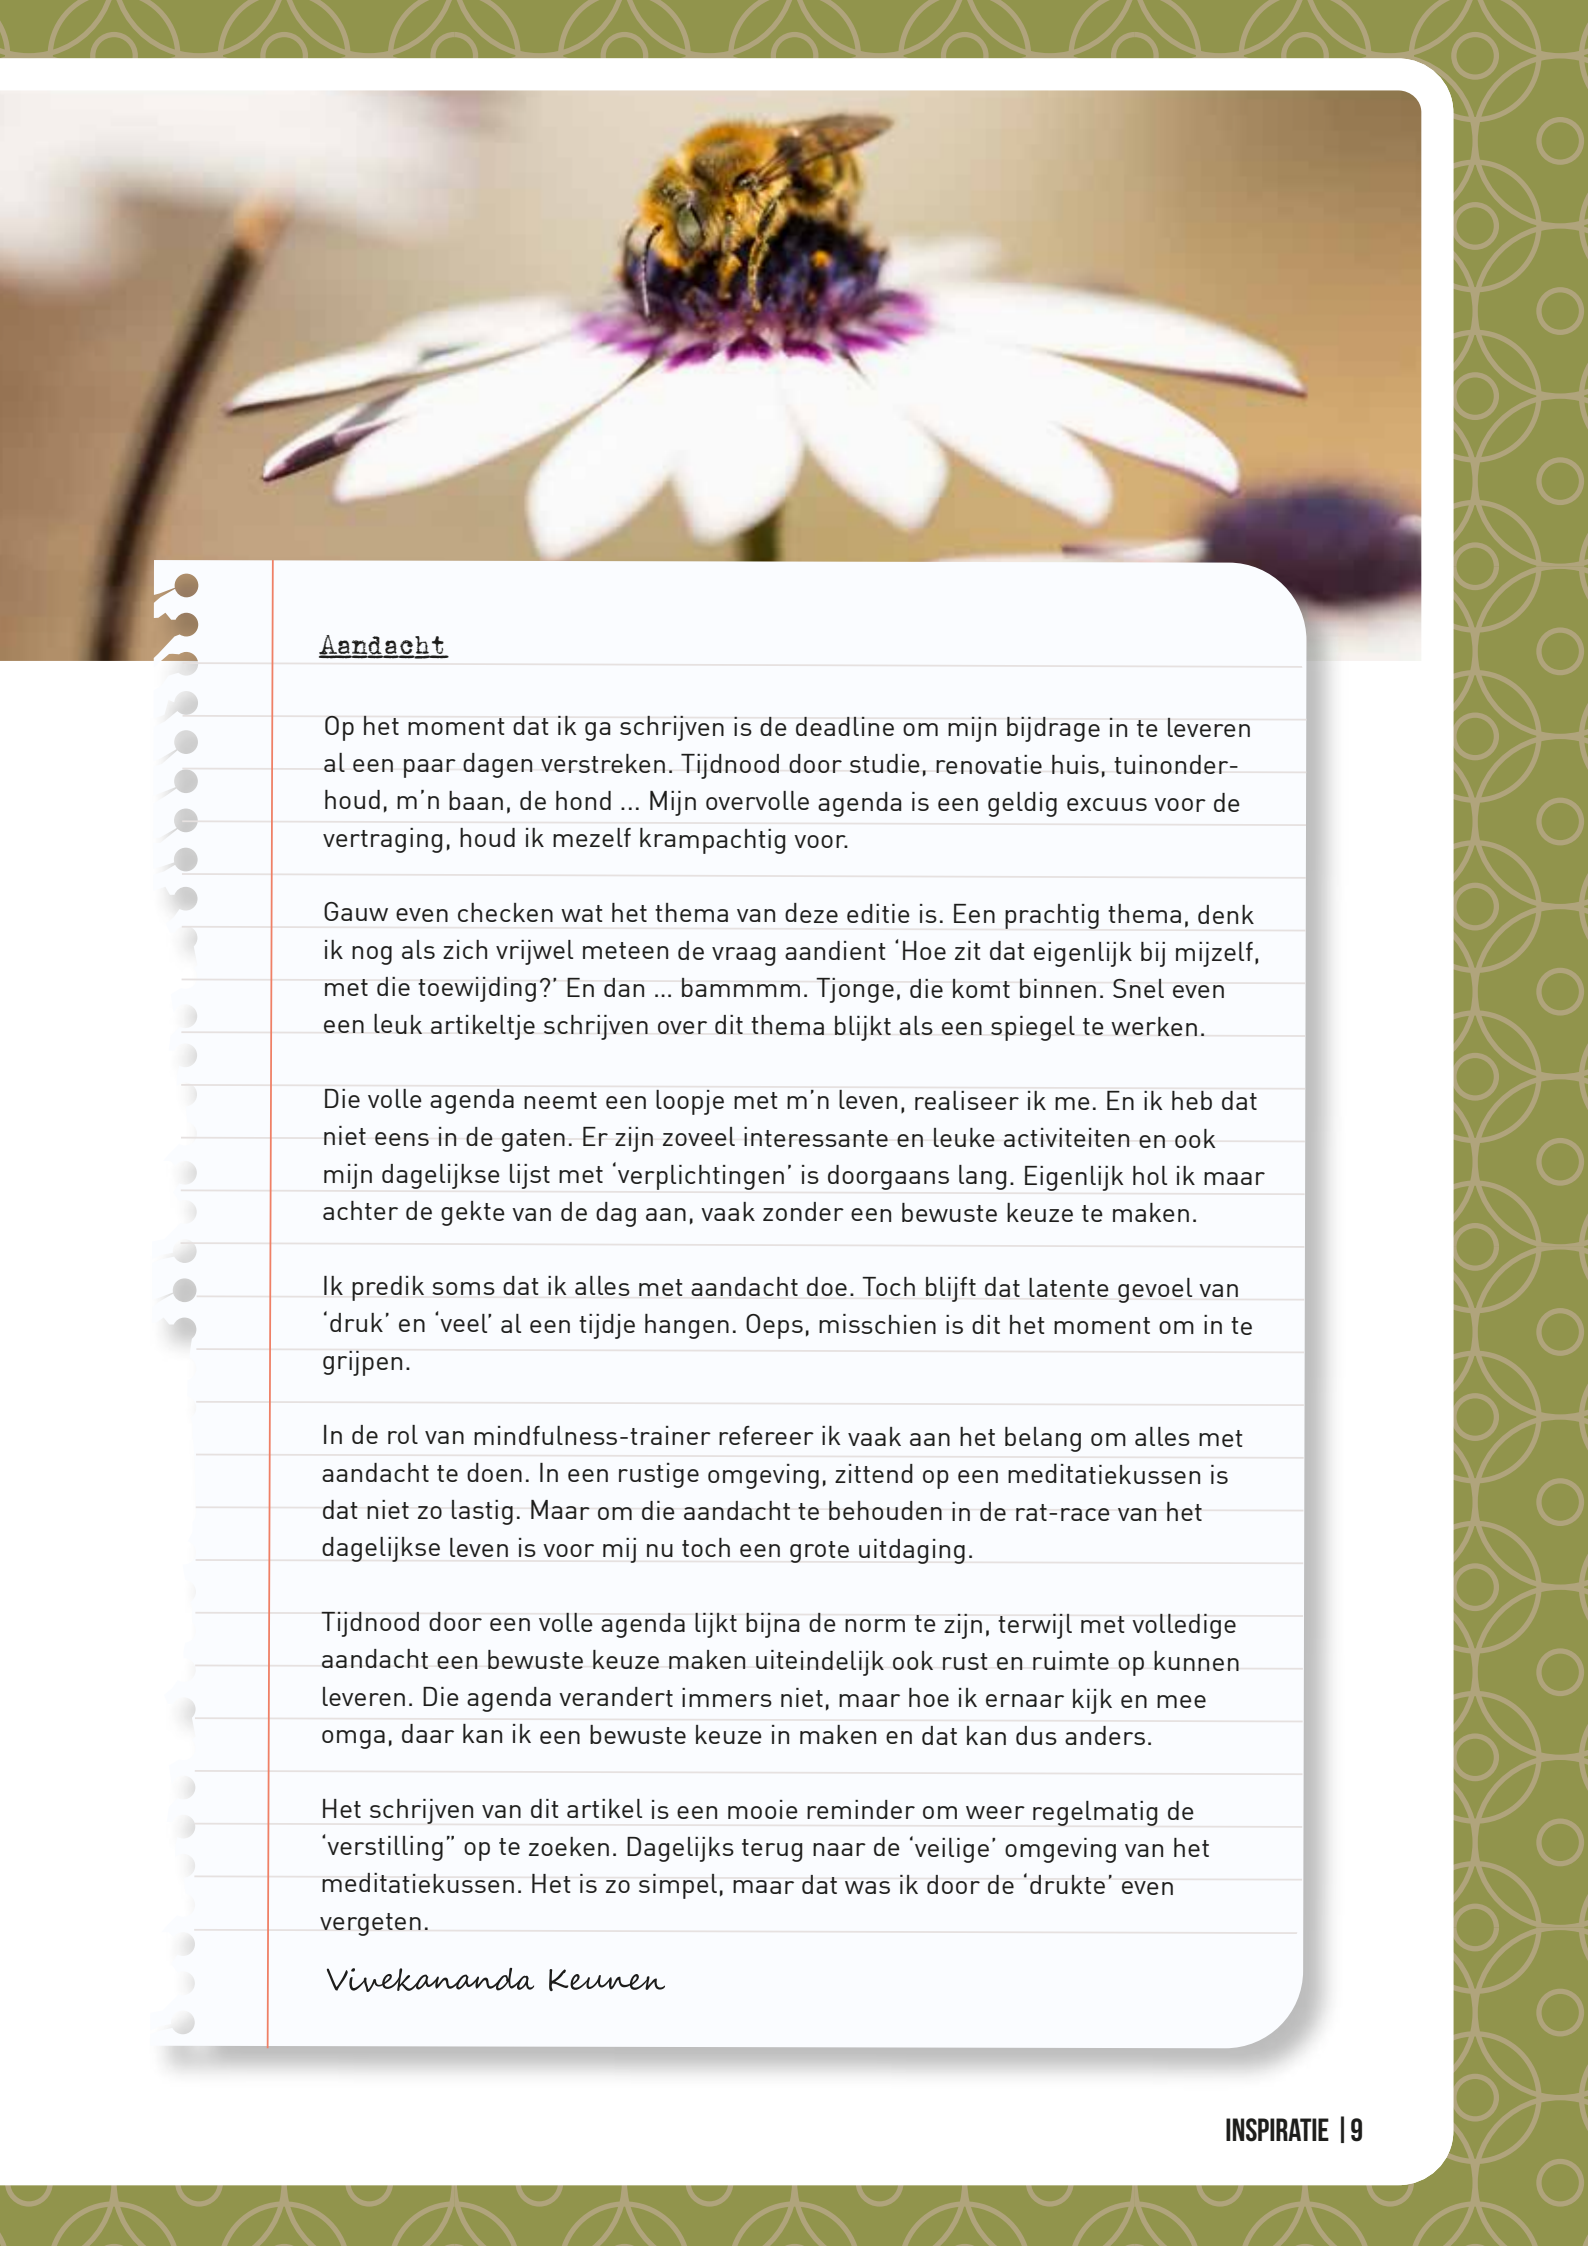 Aandacht
Op het moment dat ik ga schrijven is de deadline om mijn bijdrage in te leveren
al een paar dagen verstreken. Tijdnood door studie, renovatie huis, tuinonder-
houd, m’n baan, de hond ... Mijn overvolle agenda is een geldig excuus voor de
vertraging, houd ik mezelf krampachtig voor.
Gauw even checken wat het thema van deze editie is. Een prachtig thema, denk
ik nog als zich vrijwel meteen de vraag aandient ‘Hoe zit dat eigenlijk bij mijzelf,
met die toewijding?’ En dan ... bammmm. Tjonge, die komt binnen. Snel even
een leuk artikeltje schrijven over dit thema blijkt als een spiegel te werken.
Die volle agenda neemt een loopje met m’n leven, realiseer ik me. En ik heb dat
niet eens in de gaten. Er zijn zoveel interessante en leuke activiteiten en ook
mijn dagelijkse lijst met ‘verplichtingen’ is doorgaans lang. Eigenlijk hol ik maar
achter de gekte van de dag aan, vaak zonder een bewuste keuze te maken.
Ik predik soms dat ik alles met aandacht doe. Toch blijft dat latente gevoel van
‘druk’ en ‘veel’ al een tijdje hangen. Oeps, misschien is dit het moment om in te
grijpen.
In de rol van mindfulness-trainer refereer ik vaak aan het belang om alles met
aandacht te doen. In een rustige omgeving, zittend op een meditatiekussen is
dat niet zo lastig. Maar om die aandacht te behouden in de rat-race van het
dagelijkse leven is voor mij nu toch een grote uitdaging.
Tijdnood door een volle agenda lijkt bijna de norm te zijn, terwijl met volledige
aandacht een bewuste keuze maken uiteindelijk ook rust en ruimte op kunnen
leveren. Die agenda verandert immers niet, maar hoe ik ernaar kijk en mee
omga, daar kan ik een bewuste keuze in maken en dat kan dus anders.
Het schrijven van dit artikel is een mooie reminder om weer regelmatig de
‘verstilling” op te zoeken. Dagelijks terug naar de ‘veilige’ omgeving van het
meditatiekussen. Het is zo simpel, maar dat was ik door de ‘drukte’ even
vergeten.
Vivekananda Keunen
INSPIRATIE | 9